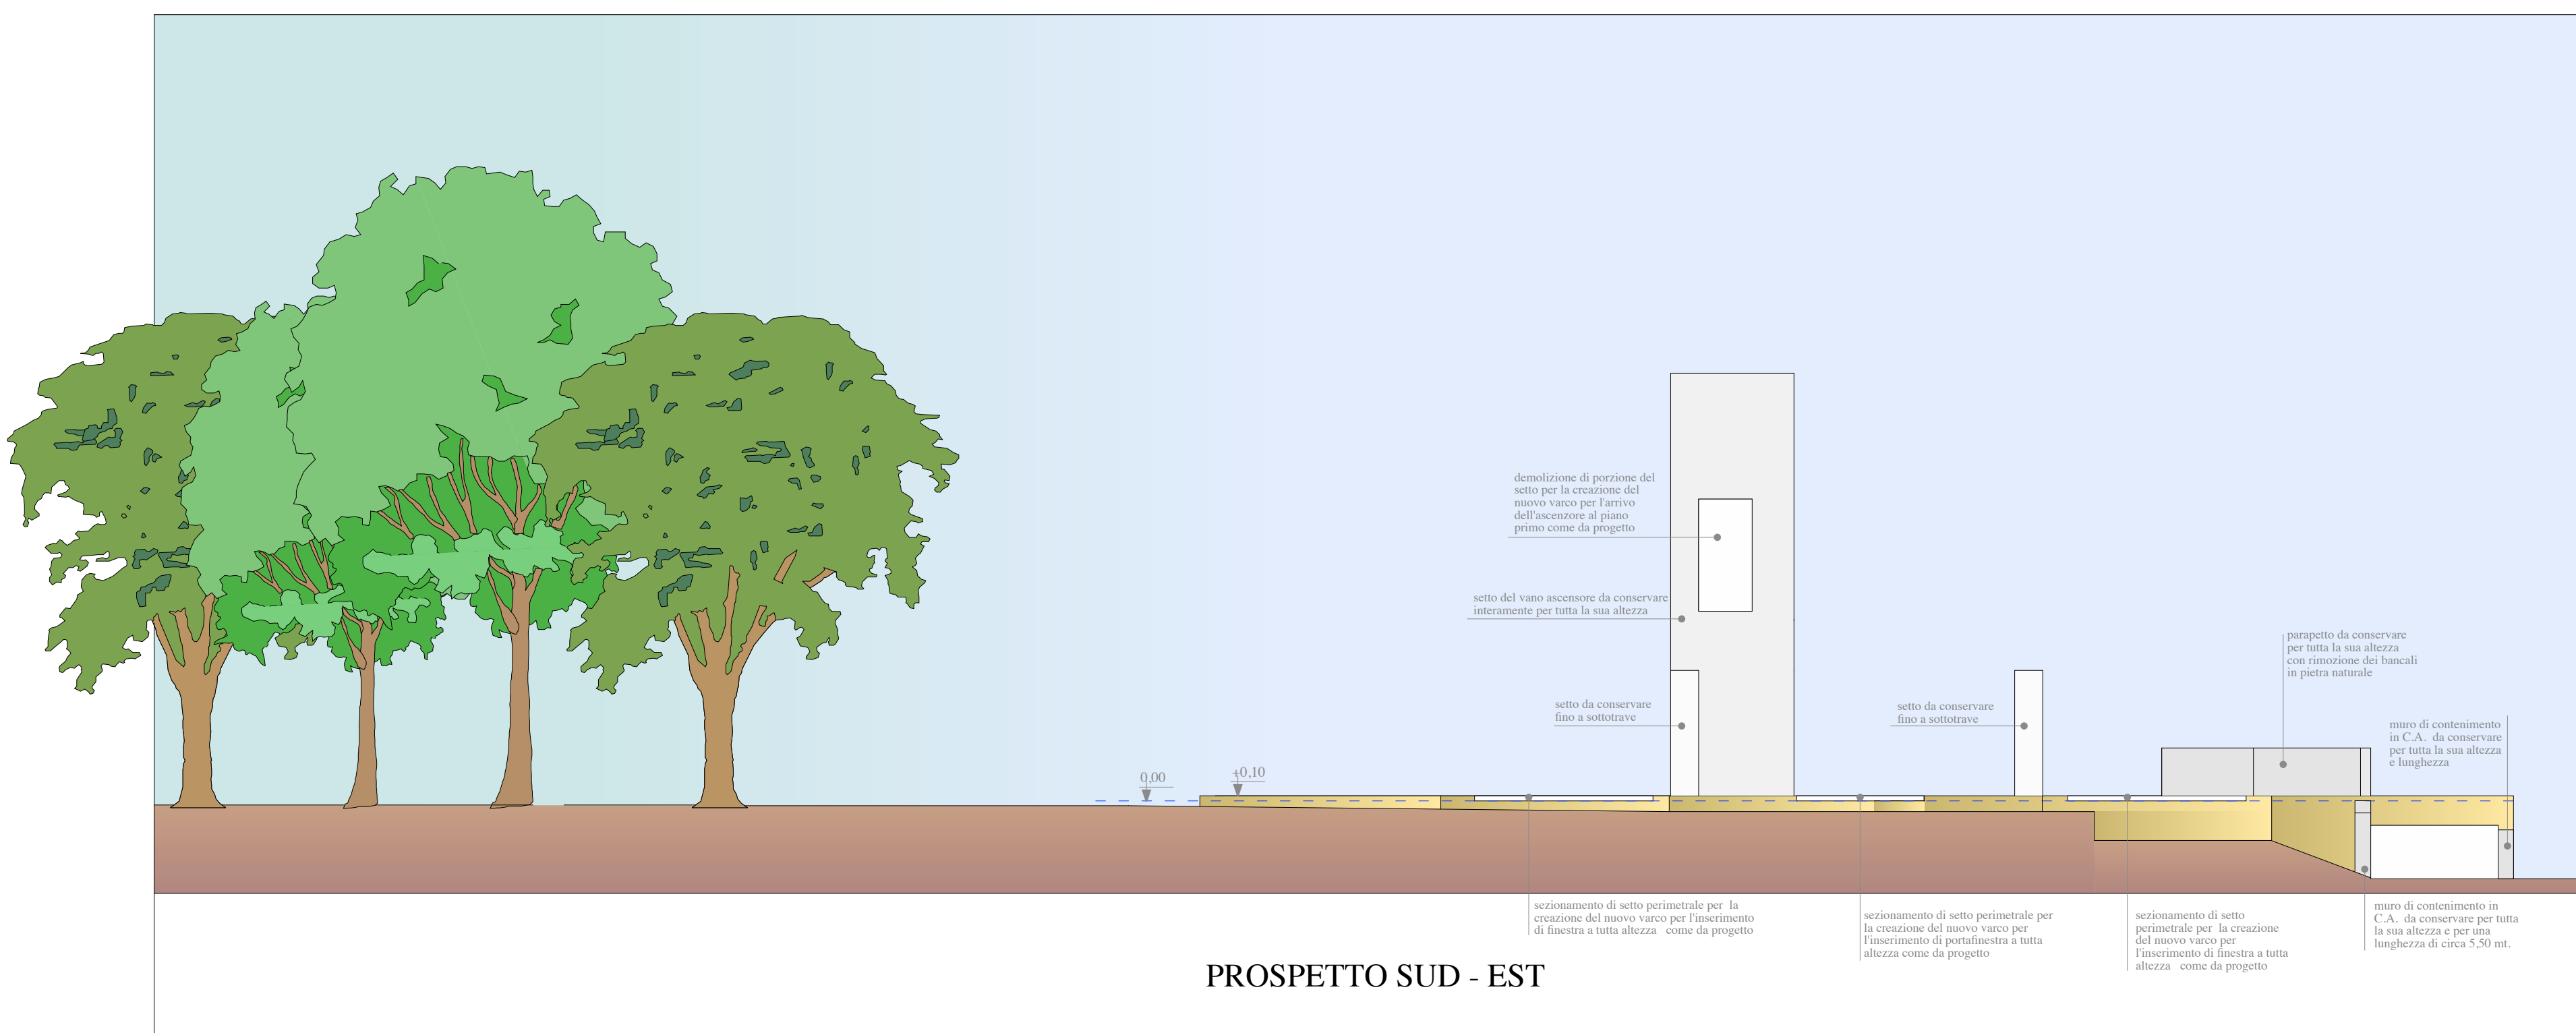 demolizione di porzione del
setto per la creazione del
nuovo varco per l'arrivo
dell'ascenzore al piano
primo come da progetto
setto del vano ascensore da conservare
interamente per tutta la sua altezza
setto da conservare
fino a sottotrave
setto da conservare
fino a sottotrave
parapetto da conservare
per tutta la sua altezza
con rimozione dei bancali
in pietra naturale
muro di contenimento
in C.A. da conservare
per tutta la sua altezza
e lunghezza
0,00
+0,10
sezionamento di setto perimetrale per la
creazione del nuovo varco per l'inserimento
di finestra a tutta altezza come da progetto
sezionamento di setto perimetrale per
la creazione del nuovo varco per
l'inserimento di portafinestra a tutta
altezza come da progetto
sezionamento di setto
perimetrale per la creazione
del nuovo varco per
l'inserimento di finestra a tutta
altezza come da progetto
muro di contenimento in
C.A. da conservare per tutta
la sua altezza e per una
lunghezza di circa 5,50 mt.
PROSPETTO SUD - EST